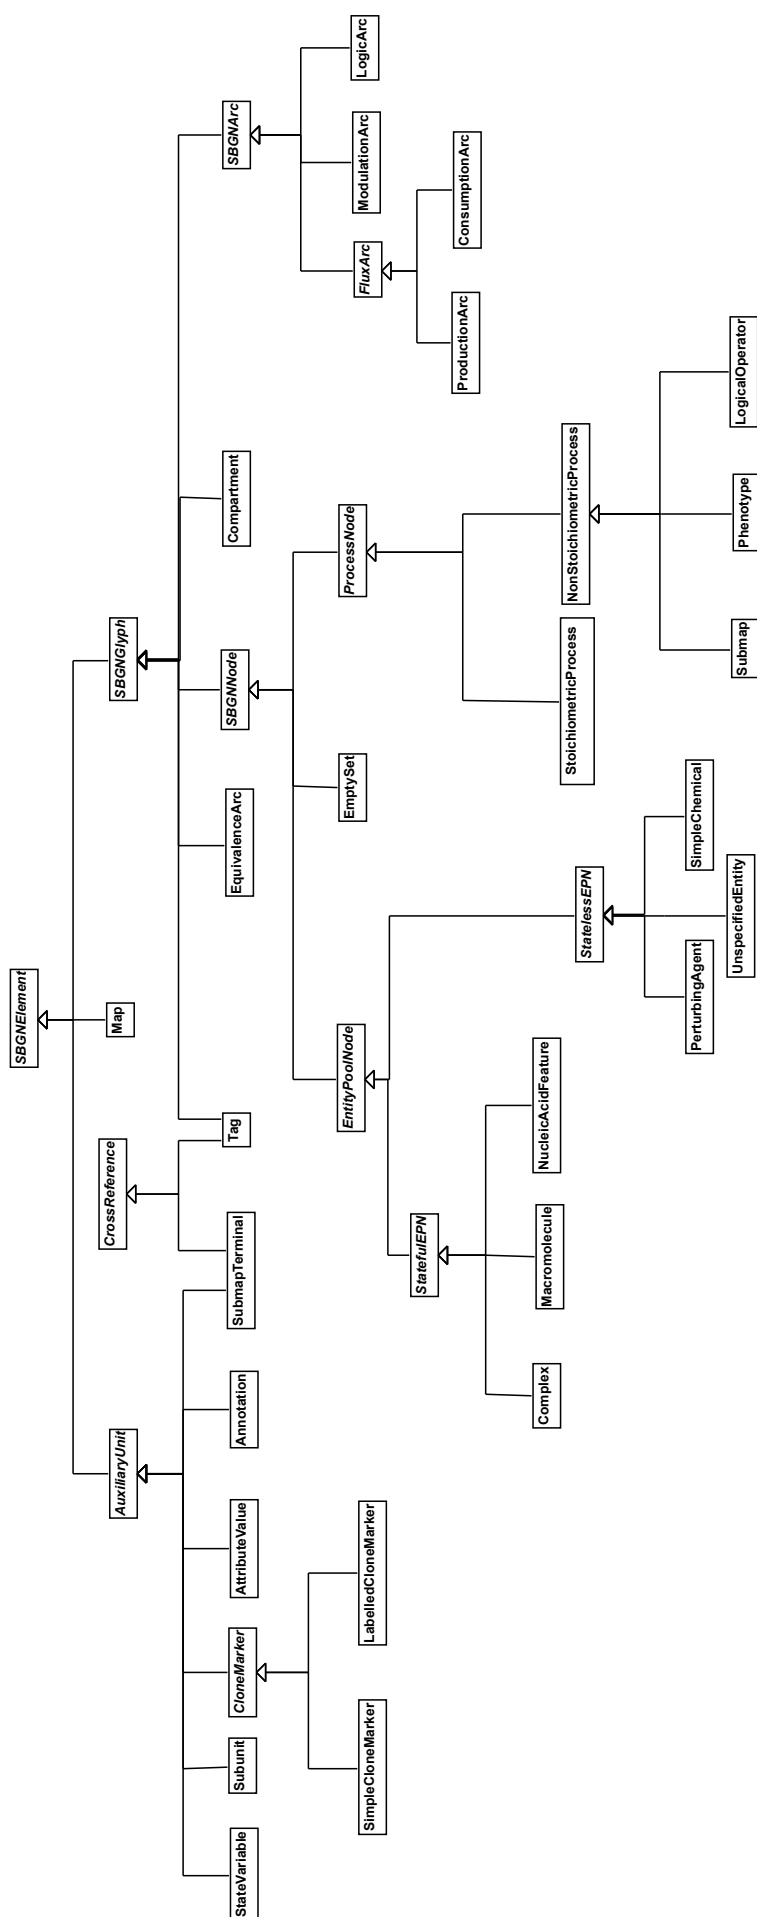 SBGNElement
AuxiliaryUnit
Map
SBGNGlyph
CrossReference
StateVariable
Subunit
CloneMarker
AttributeValue
Annotation
SubmapTerminal
Tag
EquivalenceArc
SBGNNode
Compartment
SBGNArc
SimpleCloneMarker
LabelledCloneMarker
EntityPoolNode
EmptySet
ProcessNode
FluxArc
ModulationArc
LogicArc
StatefulEPN
StatelessEPN
ProductionArc
ConsumptionArc
Complex
Macromolecule
NucleicAcidFeature
StoichiometricProcess
NonStoichiometricProcess
PerturbingAgent
UnspecifiedEntity
SimpleChemical
Submap
Phenotype
LogicalOperator